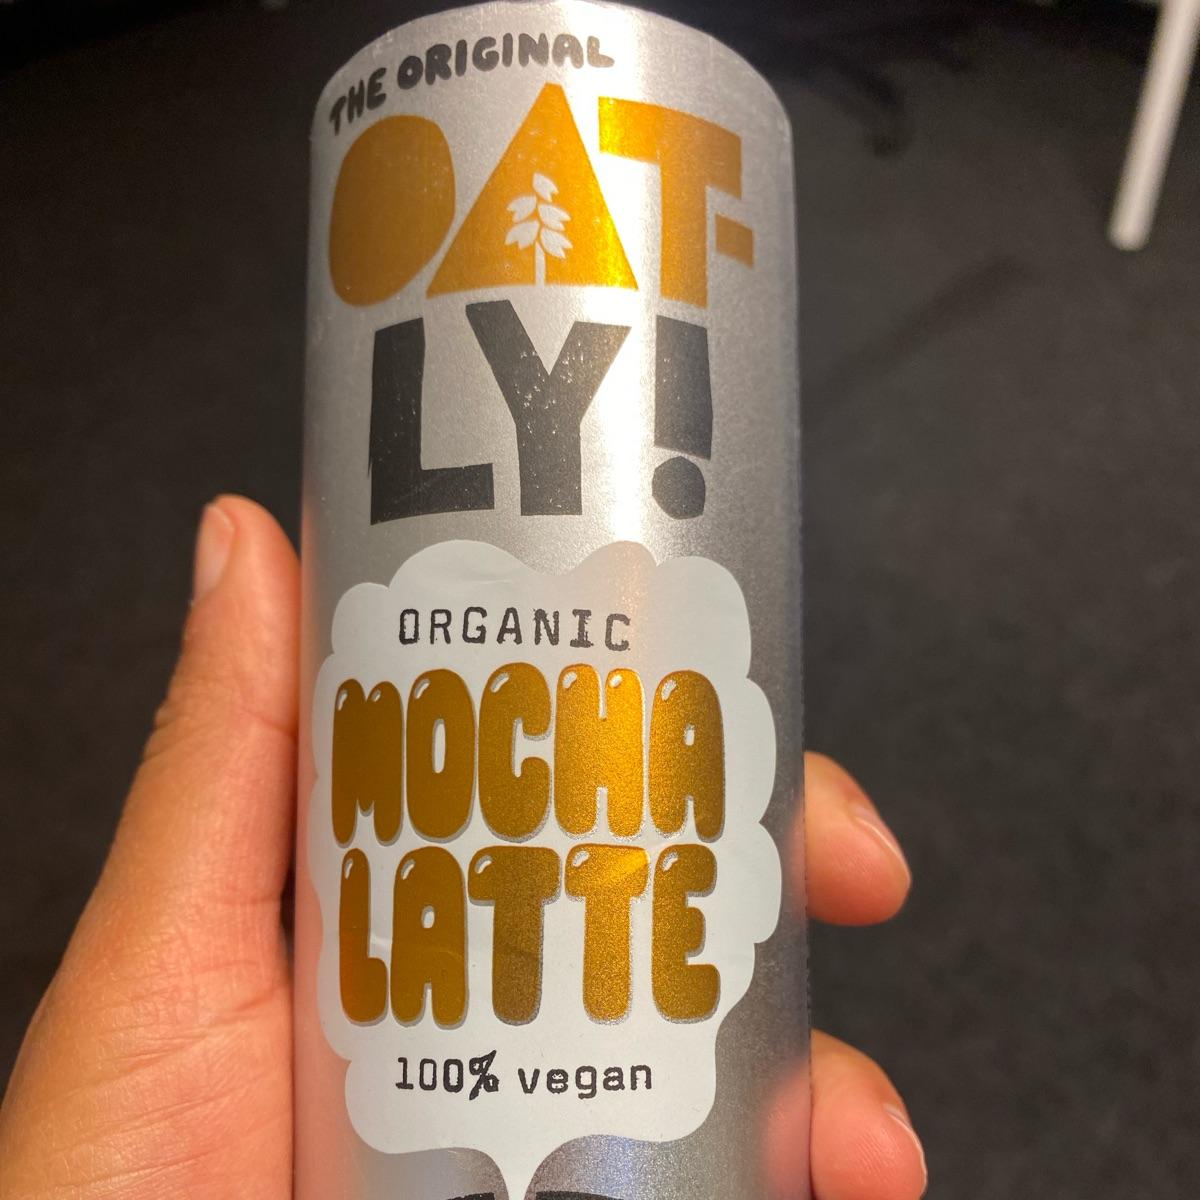 THE ORIGINAL
OAT-
LY!
ORGANIC
MOCHA
LATTE
100% vegan